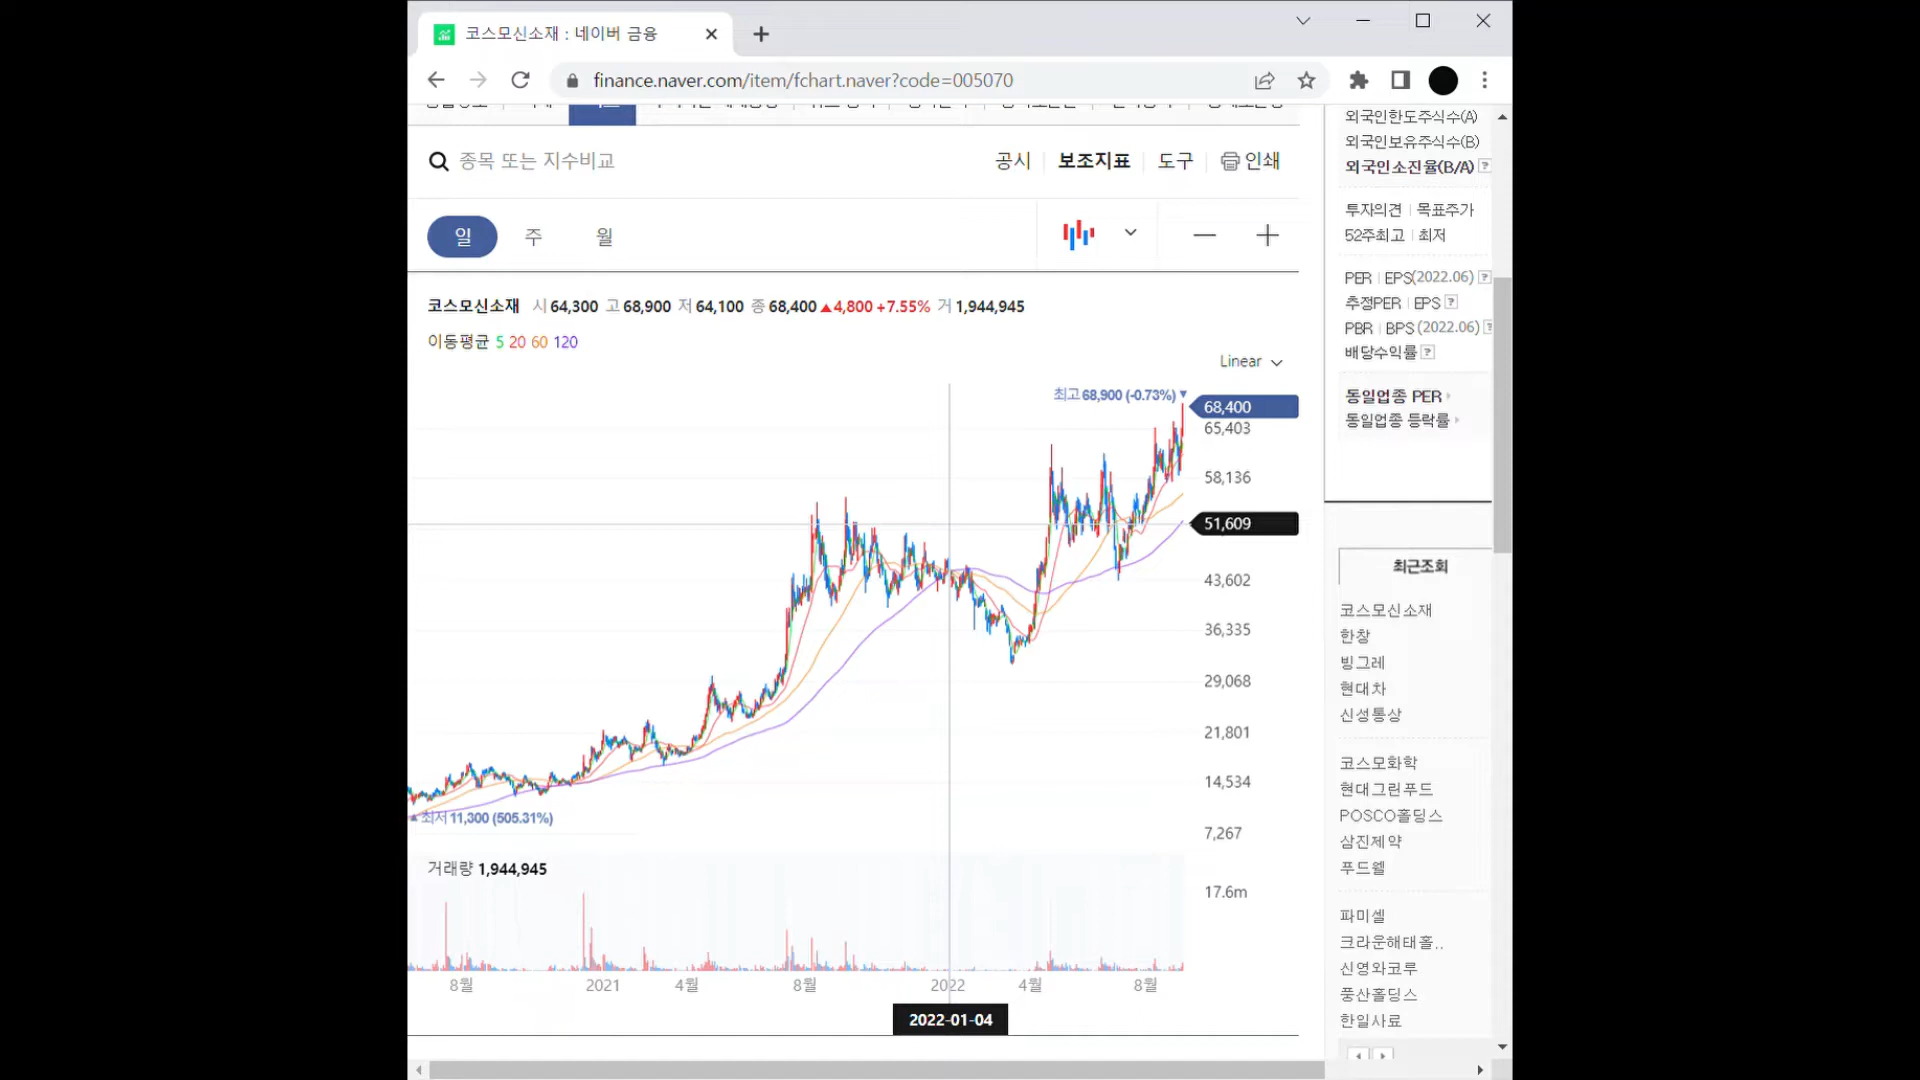 코스모신소재 : 네이버 금융
finance.naver.com/item/fchart.naver?code=005070
종목 또는 지수비교
공시 보조지표 도구 인쇄
일 주 월
코스모신소재 시 64,300 고 68,900 저 64,100 종 68,400 ▲4,800 +7.55% 거 1,944,945
이동평균 5 20 60 120
Linear
최고 68,900 (-0.73%) ▼
68,400
65,403
58,136
51,609
43,602
36,335
29,068
21,801
14,534
7,267
▲ 최저 11,300 (505.31%)
거래량 1,944,945
17.6m
8월 2021 4월 8월 2022 4월 8월
2022-01-04
외국인한도주식수(A)
외국인보유주식수(B)
외국인소진율(B/A) ?
투자의견 | 목표주가
52주최고 | 최저
PER | EPS(2022.06) ?
추정PER | EPS ?
PBR | BPS (2022.06) ?
배당수익률 ?
동일업종 PER
동일업종 등락률
최근조회
코스모신소재
한창
빙그레
현대차
신성통상
코스모화학
현대그린푸드
POSCO홀딩스
삼진제약
푸드웰
파미셀
크라운해태홀..
신영와코루
풍산홀딩스
한일사료